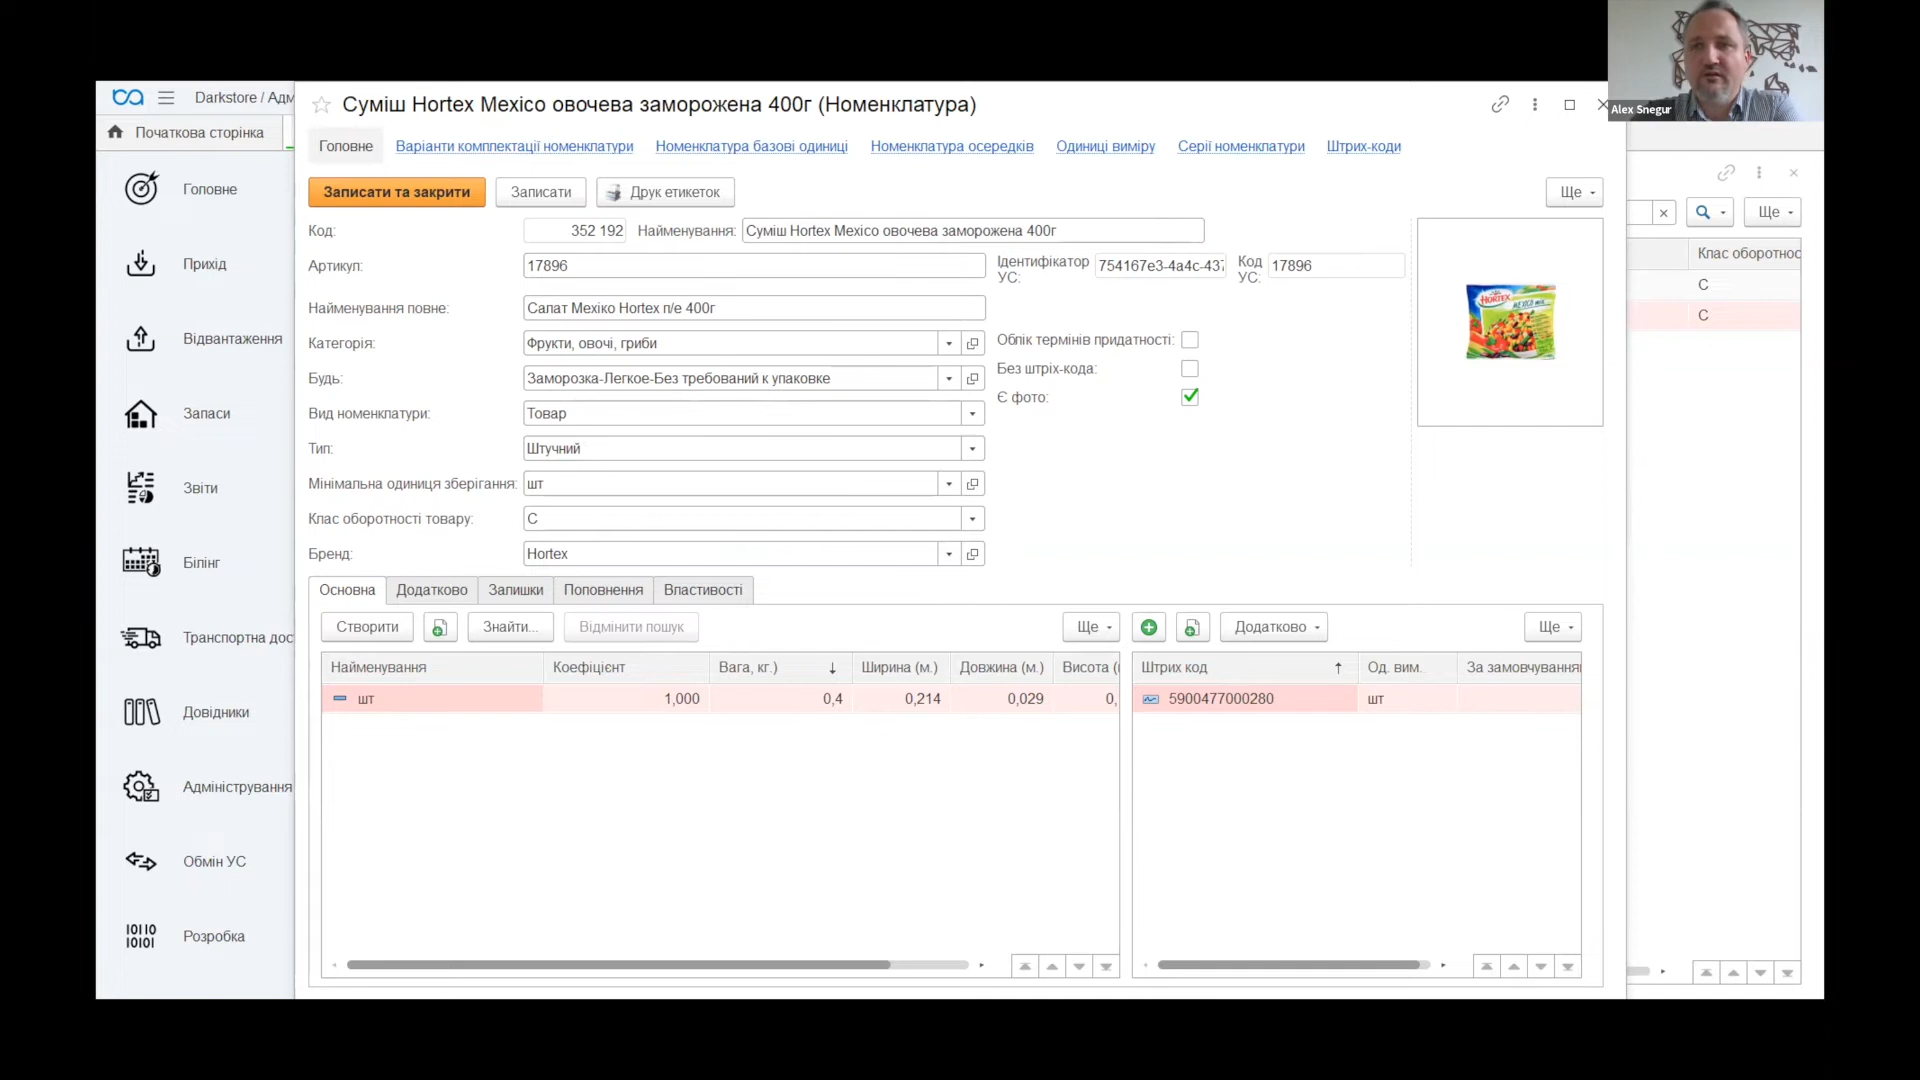 Alex Snegur
Darkstore / Адм
Початкова сторінка
Головне
Прихід
Відвантаження
Запаси
Звіти
Білінг
Транспортна дос
Довідники
Адміністрування
Обмін УС
Розробка
Суміш Hortex Mexico овочева заморожена 400г (Номенклатура)
Головне Варіанти комплектації номенклатури Номенклатура базові одиниці Номенклатура осередків Одиниці виміру Серії номенклатури Штрих-коди
Записати та закрити Записати Друк етикеток Ще
Код: 352 192 Найменування: Суміш Hortex Mexico овочева заморожена 400г
Артикул: 17896 Ідентифікатор УС: 754167e3-4a4c-437 Код УС: 17896
Найменування повне: Салат Мехіко Hortex п/е 400г
Категорія: Фрукти, овочі, гриби
Будь: Заморозка-Легкое-Без требований к упаковке
Вид номенклатури: Товар
Тип: Штучний
Мінімальна одиниця зберігання: шт
Клас оборотності товару: C
Бренд: Hortex
Облік термінів придатності:
Без штріх-кода:
Є фото:
HORTEX
MEXICO mix
Основна Додатково Залишки Поповнення Властивості
Створити Знайти... Відмінити пошук Ще
Додатково Ще
Найменування Коефіцієнт Вага, кг.) Ширина (м.) Довжина (м.) Висота (
шт 1,000 0,4 0,214 0,029 0,
Штрих код Од. вим. За замовчування
5900477000280 шт
Ще
Клас оборотнос
C
C